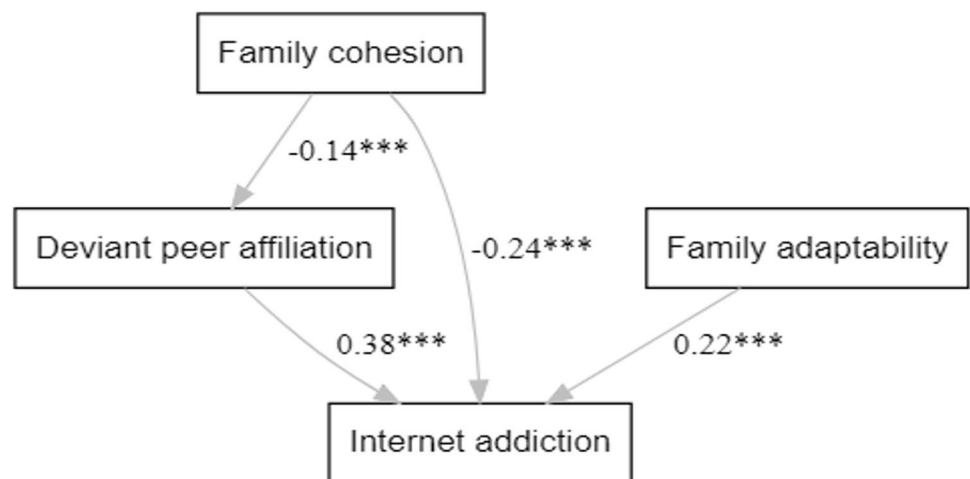 Family cohesion
-0.14***
Deviant peer affiliation
-0.24***
Family adaptability
0.38***
0.22***
Internet addiction